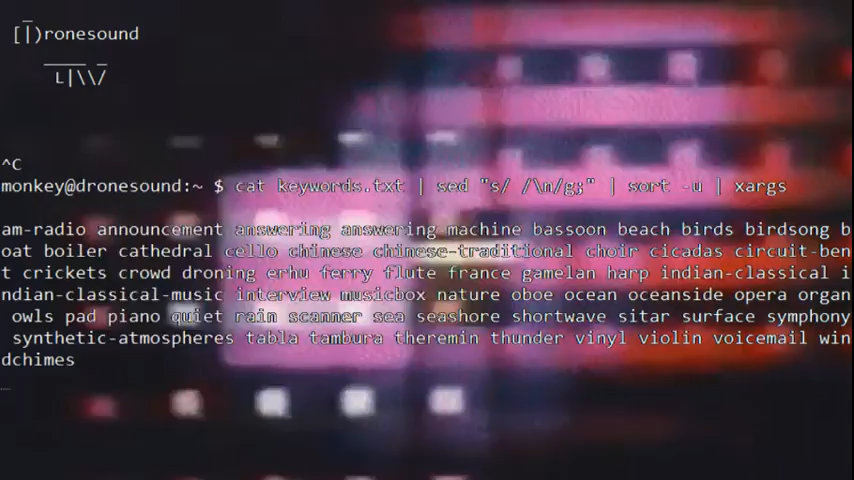 [|)ronesound
L|\\/
^C
monkey@dronesound:~ $ cat keywords.txt | sed "s/ /\n/g;" | sort -u | xargs
am-radio announcement answering answering_machine bassoon beach birds birdsong b
oat boiler cathedral cello chinese chinese-traditional choir cicadas circuit-ben
t crickets crowd droning erhu ferry flute france gamelan harp indian-classical i
ndian-classical-music interview musicbox nature oboe ocean oceanside opera organ
owls pad piano quiet rain scanner sea seashore shortwave sitar surface symphony
synthetic-atmospheres tabla tambura theremin thunder vinyl violin voicemail win
dchimes